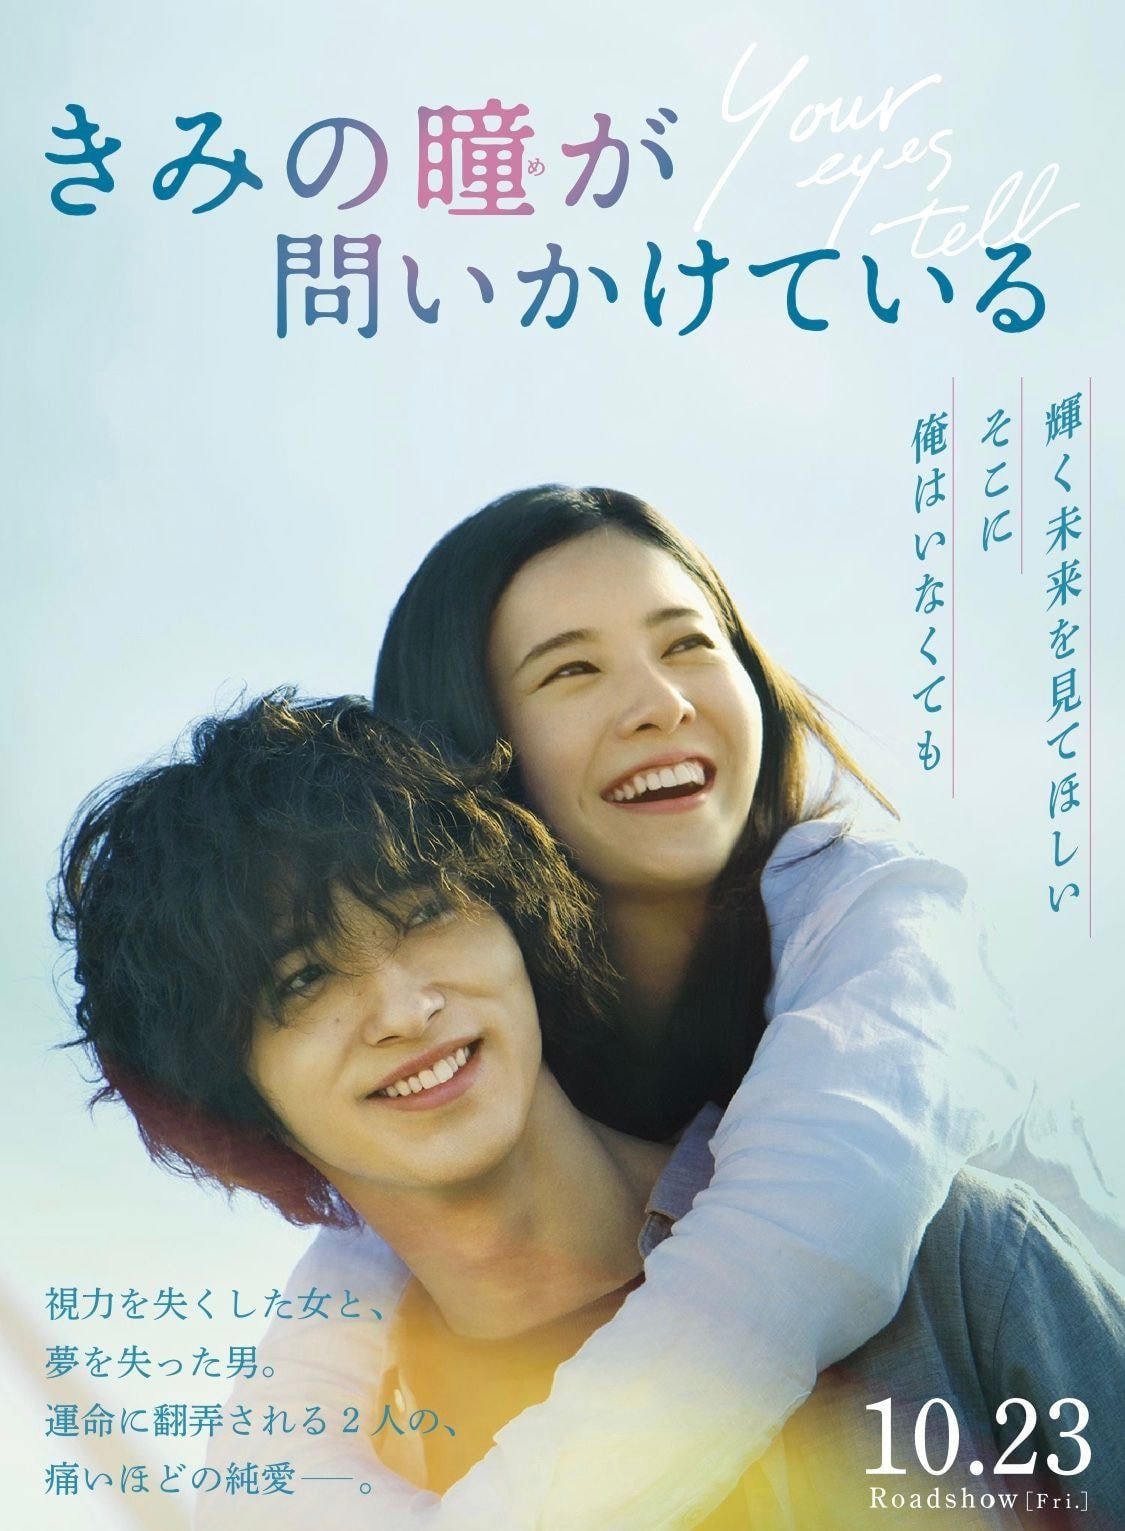 きみの瞳が
め
Your
eyes
tell
問いかけている
輝く未来を見てほしい
そこに
俺はいなくても
視力を失くした女と、
夢を失った男。
運命に翻弄される2人の、
痛いほどの純愛──。
10.23
Roadshow [Fri.]